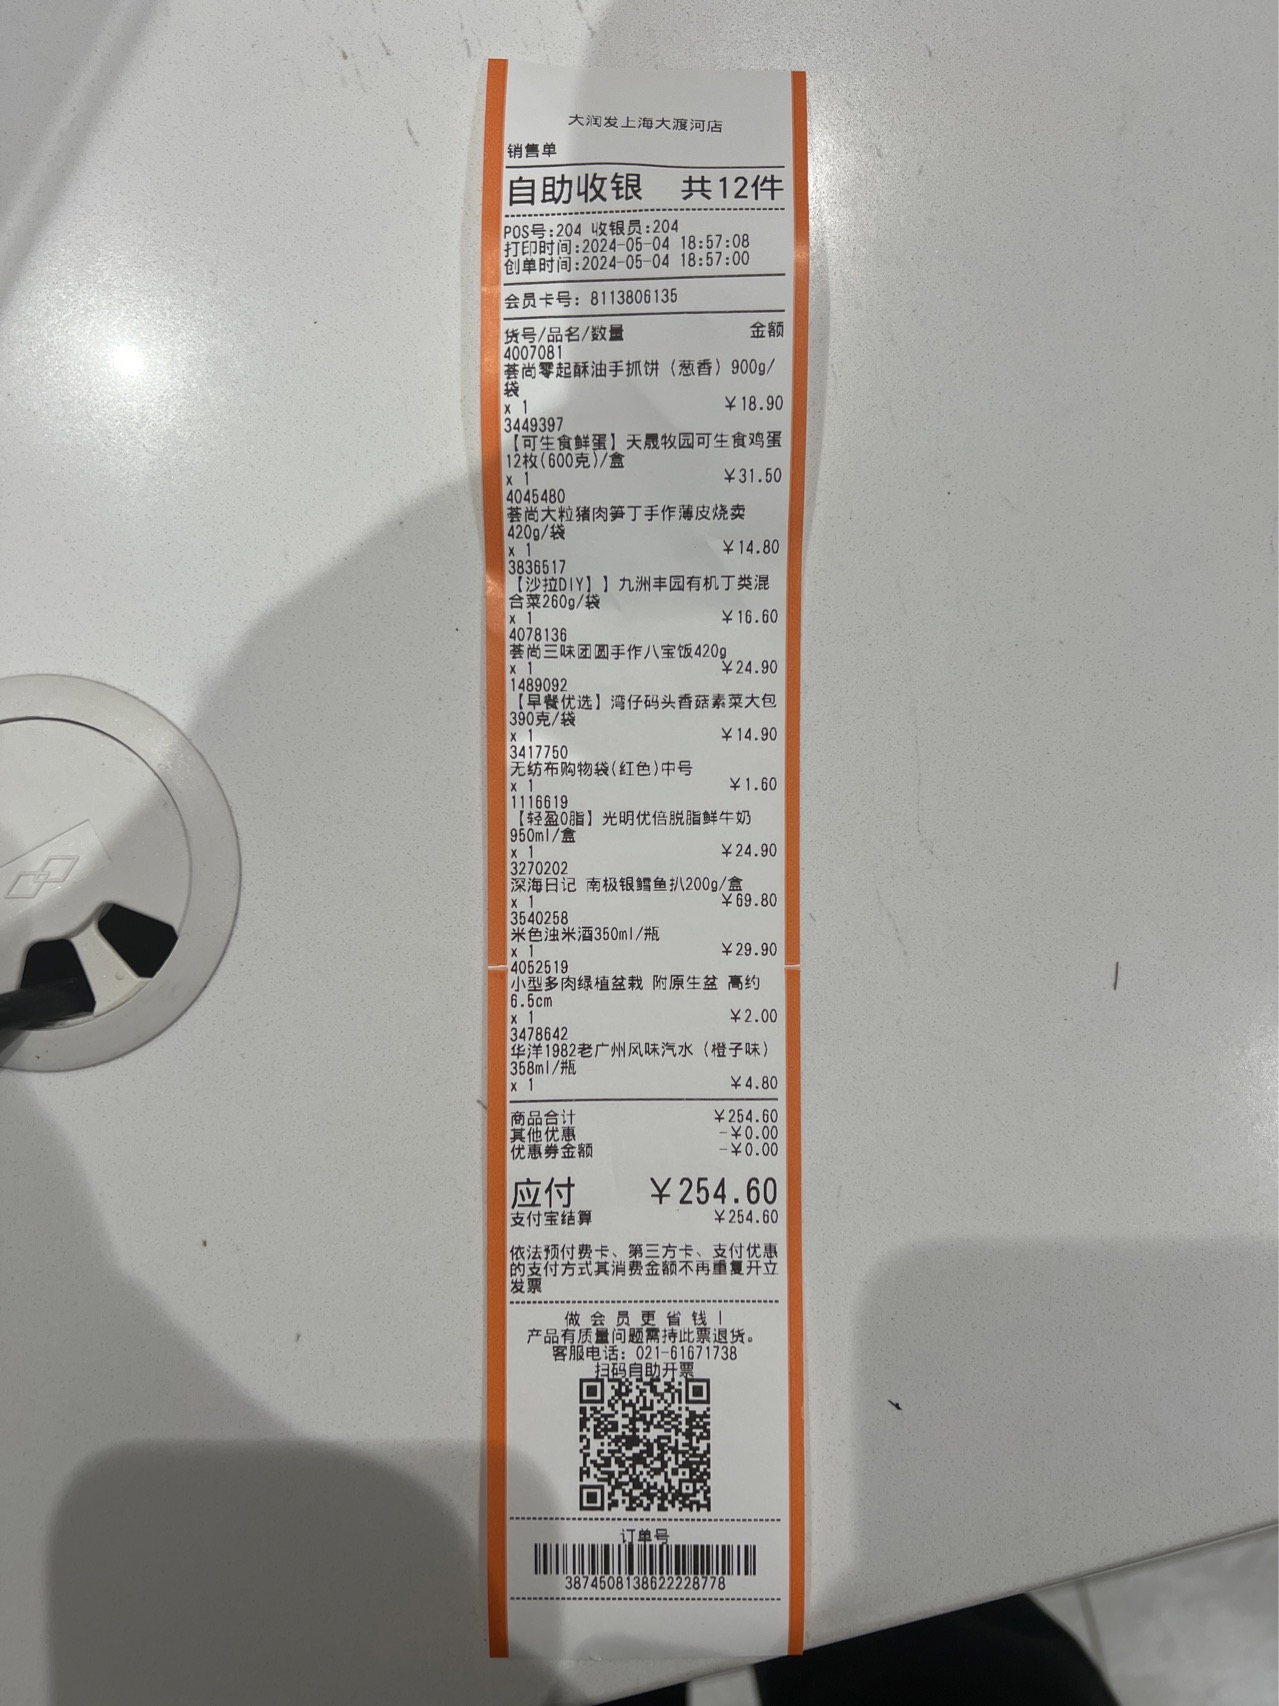 大润发上海大渡河店
销售单
自助收银 共12件
POS号:204 收银员:204
打印时间:2024-05-04 18:57:08
创单时间:2024-05-04 18:57:00
会员卡号: 8113806135
货号/品名/数量 金额
4007081
荟尚零起酥油手抓饼（葱香）900g/
袋
x 1 ￥18.90
3449397
【可生食鲜蛋】天晟牧园可生食鸡蛋
12枚(600克)/盒
x 1 ￥31.50
4045480
荟尚大粒猪肉笋丁手作薄皮烧卖
420g/袋
x 1 ￥14.80
3836517
【沙拉DIY】】九洲丰园有机丁类混
合菜260g/袋
x 1 ￥16.60
4078136
荟尚三味团圆手作八宝饭420g
x 1 ￥24.90
1489092
【早餐优选】湾仔码头香菇素菜大包
390克/袋
x 1 ￥14.90
3417750
无纺布购物袋(红色)中号
x 1 ￥1.60
1116619
【轻盈0脂】光明优倍脱脂鲜牛奶
950ml/盒
x 1 ￥24.90
3270202
深海日记 南极银鳕鱼扒200g/盒
x 1 ￥69.80
3540258
米色浊米酒350ml/瓶
x 1 ￥29.90
4052519
小型多肉绿植盆栽 附原生盆 高约
6.5cm
x 1 ￥2.00
3478642
华洋1982老广州风味汽水（橙子味）
358ml/瓶
x 1 ￥4.80
商品合计 ￥254.60
其他优惠 -￥0.00
优惠券金额 -￥0.00
应付 ￥254.60
支付宝结算 ￥254.60
依法预付费卡、第三方卡、支付优惠
的支付方式其消费金额不再重复开立
发票
做会员更省钱！
产品有质量问题需持此票退货。
客服电话: 021-61671738
扫码自助开票
订单号
3874508138622228778